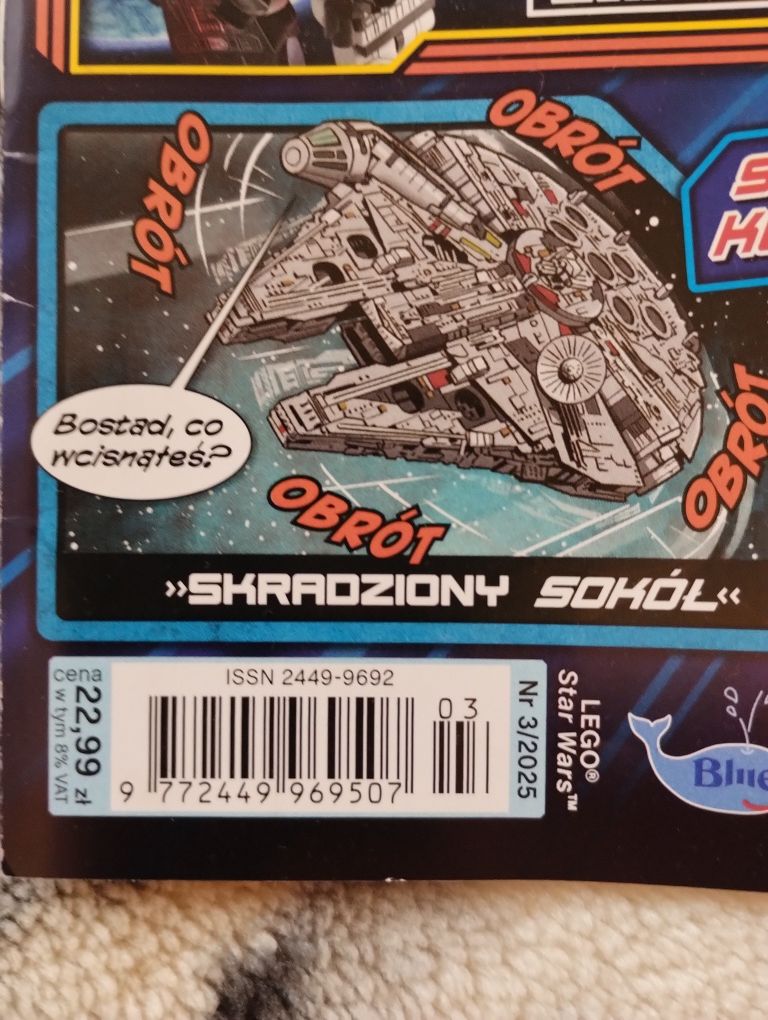 OBRÓT
OBRÓT
Bostad, co
wcisnąłeś?
OBRÓT
OBRÓT
»SKRADZIONY SOKÓŁ«
cena
22,99 zł
w tym 8% VAT
ISSN 2449-9692
03
9 772449 969507
Nr 3/2025
LEGO®
Star Wars™
Blue